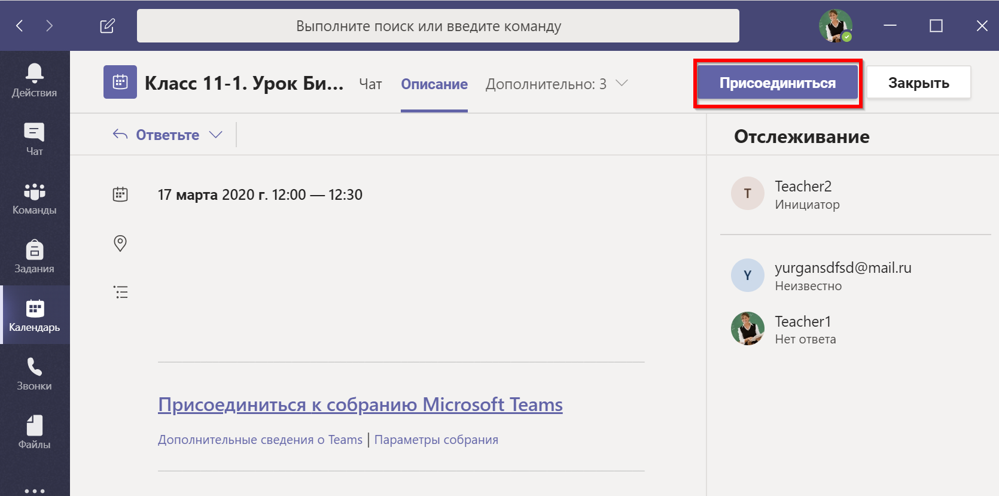 Выполните поиск или введите команду
Действия
Чат
Команды
Задания
Календарь
Звонки
Файлы
Класс 11-1. Урок Би...
Чат
Описание
Дополнительно: 3
Присоединиться
Закрыть
Ответьте
17 марта 2020 г. 12:00 — 12:30
Присоединиться к собранию Microsoft Teams
Дополнительные сведения о Teams | Параметры собрания
Отслеживание
T
Teacher2
Инициатор
Y
yurgansdfsd@mail.ru
Неизвестно
Teacher1
Нет ответа